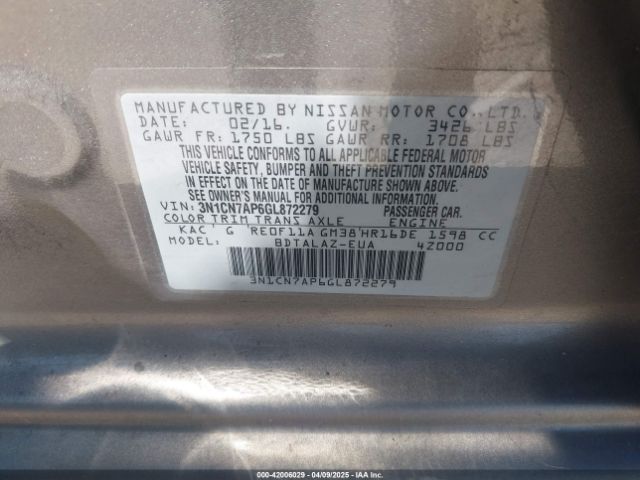 MANUFACTURED BY NISSAN MOTOR CO., LTD.
DATE: 02/16. GVWR: 3426 LBS
GAWR FR: 1750 LBS GAWR RR: 1708 LBS
THIS VEHICLE CONFORMS TO ALL APPLICABLE FEDERAL MOTOR
VEHICLE SAFETY, BUMPER AND THEFT PREVENTION STANDARDS
IN EFFECT ON THE DATE OF MANUFACTURE SHOWN ABOVE.
SEE OWNER'S MANUAL FOR ADDITIONAL INFORMATION.
VIN: 3N1CN7AP6GL872279 PASSENGER CAR.
COLOR TRIM TRANS AXLE ENGINE
KAC G RE0F11A GM38 HR16DE 1598 CC
MODEL: BDTALAZ-EUA 4Z000
3N1CN7AP6GL872279
000-42006029 - 04/09/2025 - IAAI.COM